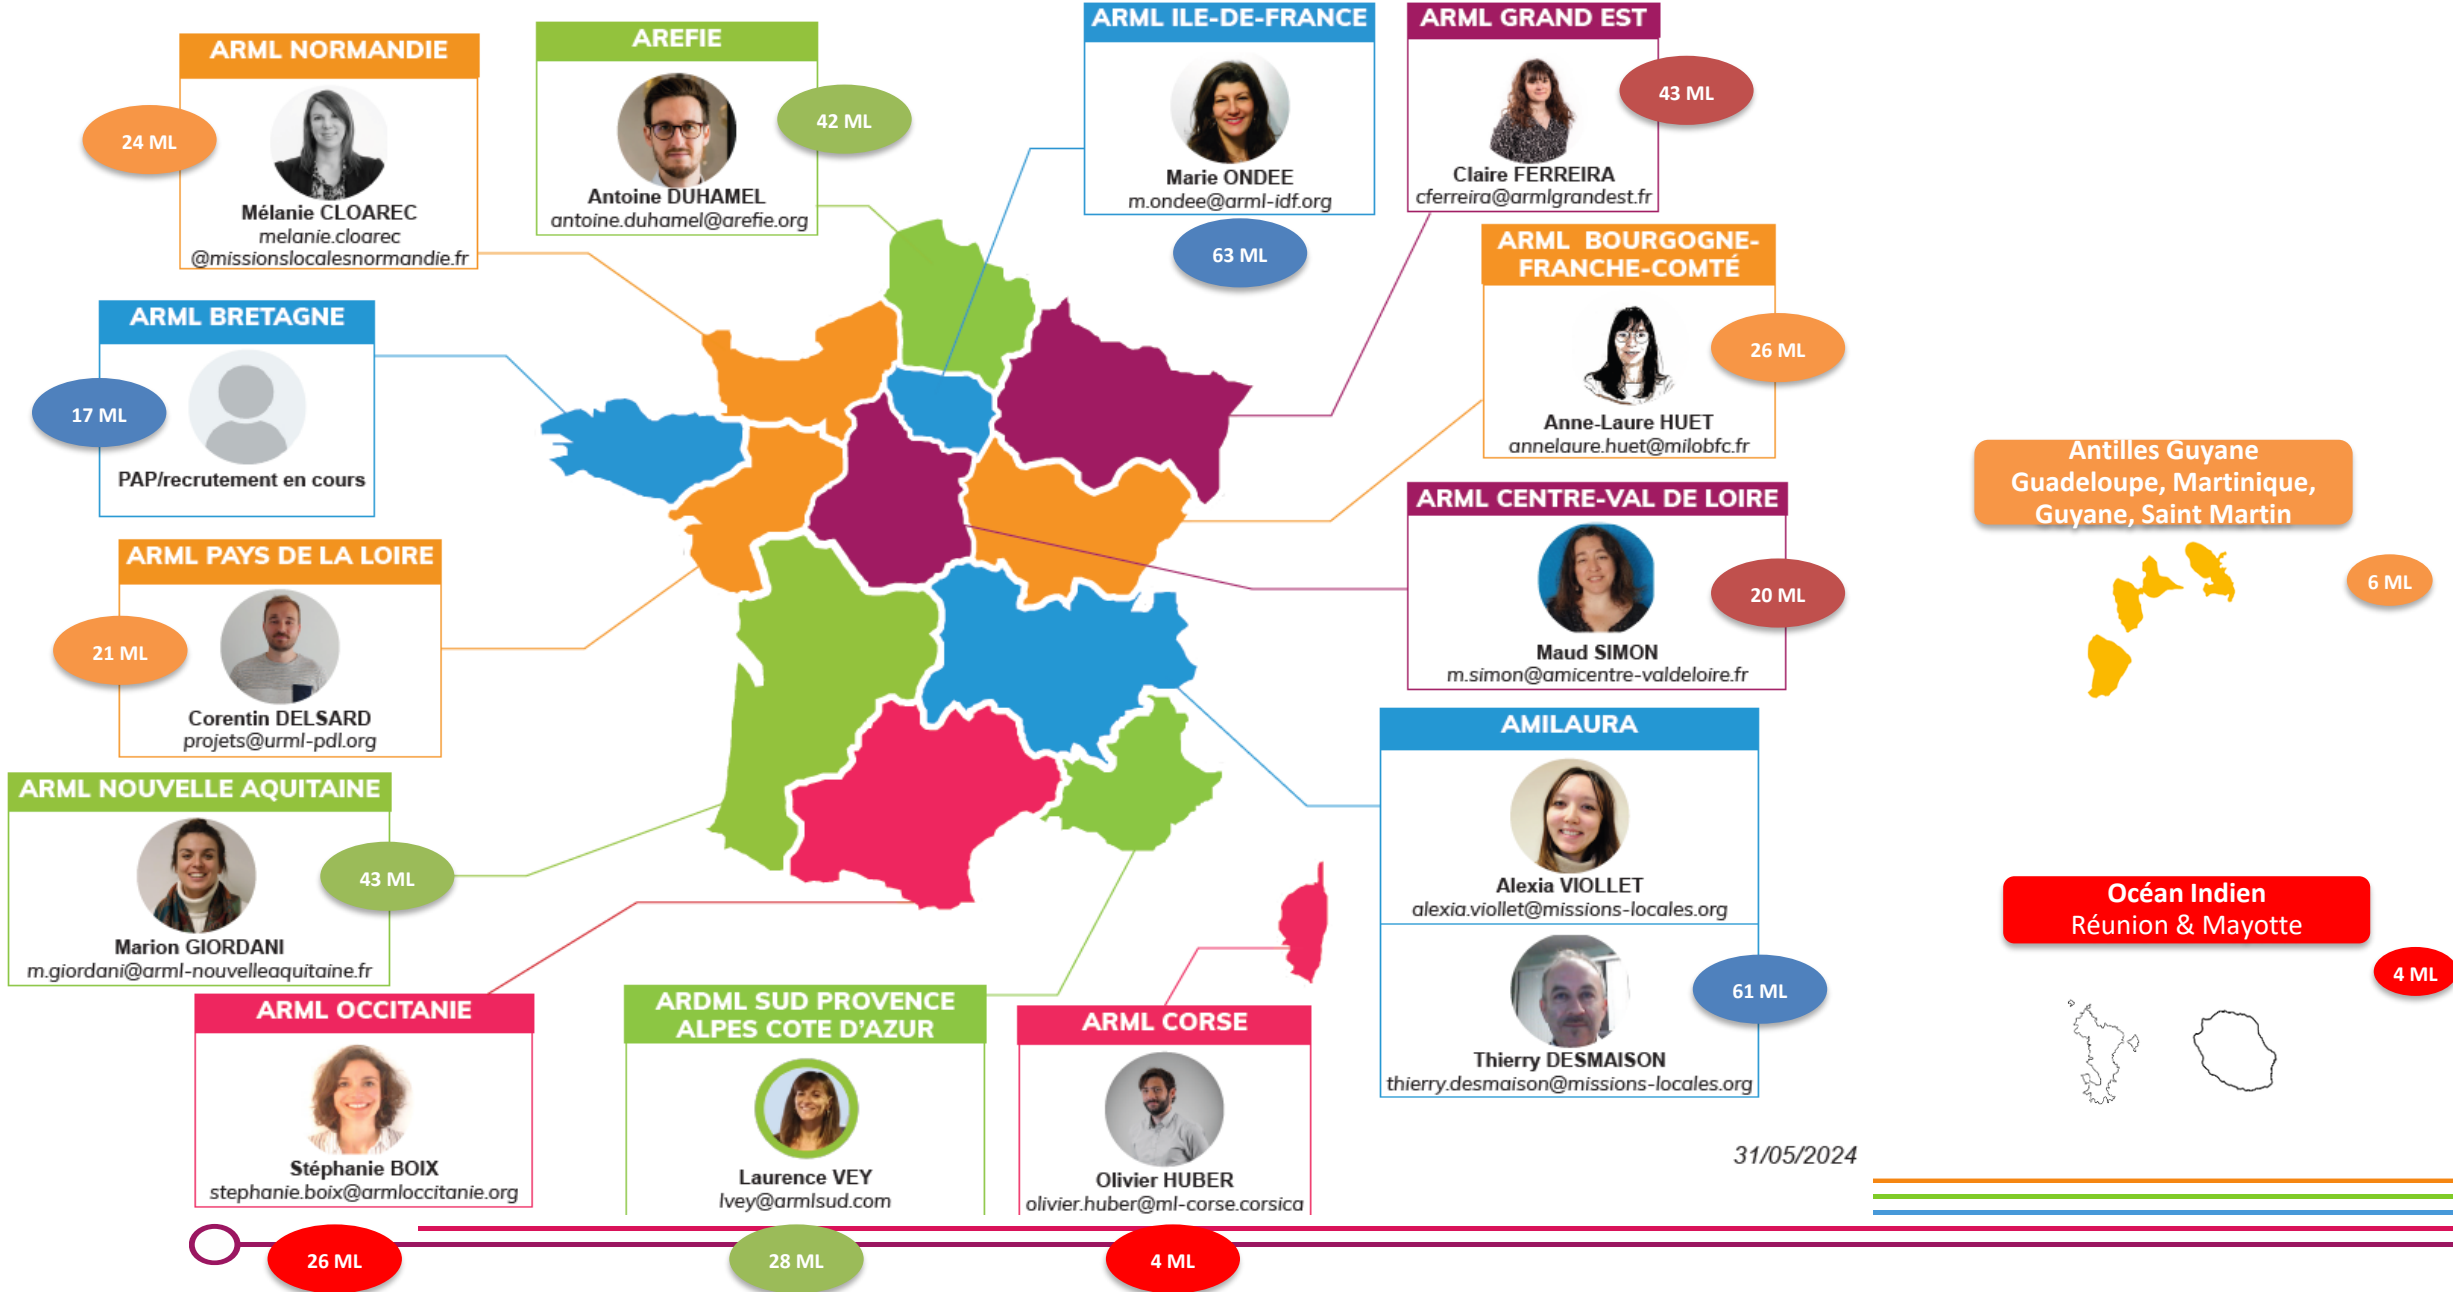 ARML NORMANDIE
24 ML
Mélanie CLOAREC
melanie.cloarec
@missionslocalesnormandie.fr
AREFIE
42 ML
Antoine DUHAMEL
antoine.duhamel@arefie.org
ARML ILE-DE-FRANCE
Marie ONDEE
m.ondee@arml-idf.org
63 ML
ARML GRAND EST
43 ML
Claire FERREIRA
cferreira@armlgrandest.fr
ARML BOURGOGNE-
FRANCHE-COMTÉ
26 ML
Anne-Laure HUET
annelaure.huet@milobfc.fr
ARML BRETAGNE
17 ML
PAP/recrutement en cours
ARML CENTRE-VAL DE LOIRE
20 ML
Maud SIMON
m.simon@amicentre-valdeloire.fr
Antilles Guyane
Guadeloupe, Martinique,
Guyane, Saint Martin
6 ML
ARML PAYS DE LA LOIRE
21 ML
Corentin DELSARD
projets@urml-pdl.org
AMILAURA
Alexia VIOLLET
alexia.viollet@missions-locales.org
Thierry DESMAISON
thierry.desmaison@missions-locales.org
61 ML
ARML NOUVELLE AQUITAINE
43 ML
Marion GIORDANI
m.giordani@arml-nouvelleaquitaine.fr
Océan Indien
Réunion & Mayotte
4 ML
ARML OCCITANIE
Stéphanie BOIX
stephanie.boix@armloccitanie.org
26 ML
ARDML SUD PROVENCE
ALPES COTE D'AZUR
Laurence VEY
lvey@armlsud.com
28 ML
ARML CORSE
Olivier HUBER
olivier.huber@ml-corse.corsica
4 ML
31/05/2024